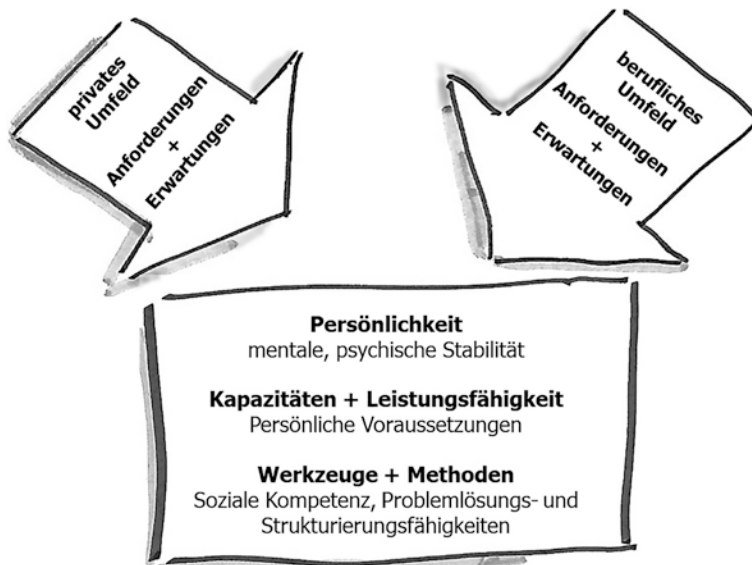 privates
Umfeld
Anforderungen
+
Erwartungen
berufliches
Umfeld
Anforderungen
+
Erwartungen
Persönlichkeit
mentale, psychische Stabilität
Kapazitäten + Leistungsfähigkeit
Persönliche Voraussetzungen
Werkzeuge + Methoden
Soziale Kompetenz, Problemlösungs- und
Strukturierungsfähigkeiten